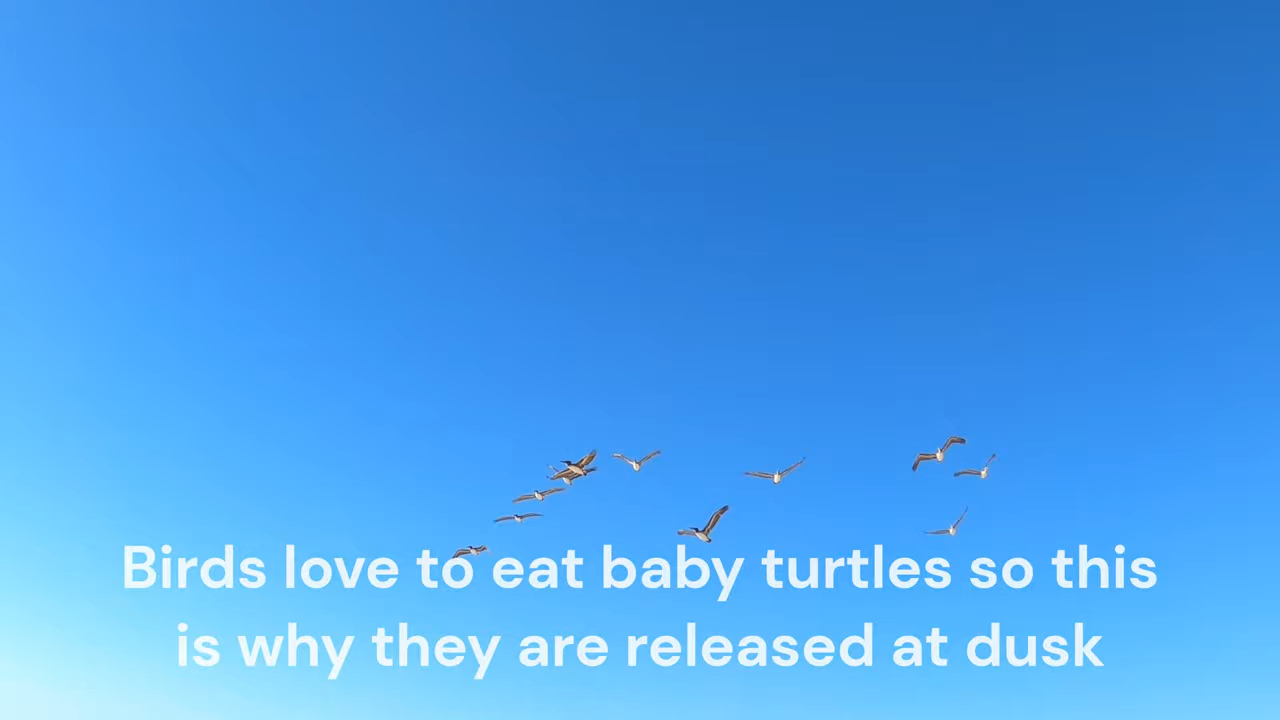 Birds love to eat baby turtles so this
is why they are released at dusk